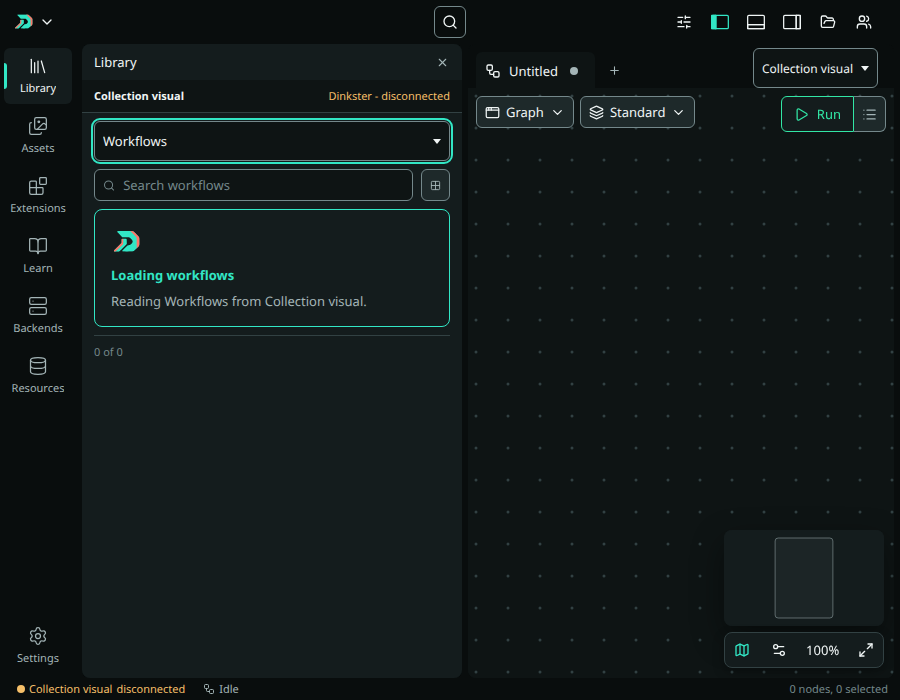 Library
Untitled
Collection visual
Library
Collection visual
Dinkster - disconnected
Graph
Standard
Run
Workflows
Assets
Search workflows
Extensions
Loading workflows
Learn
Reading Workflows from Collection visual.
Backends
0 of 0
Resources
Settings
100%
Collection visual disconnected
Idle
0 nodes, 0 selected